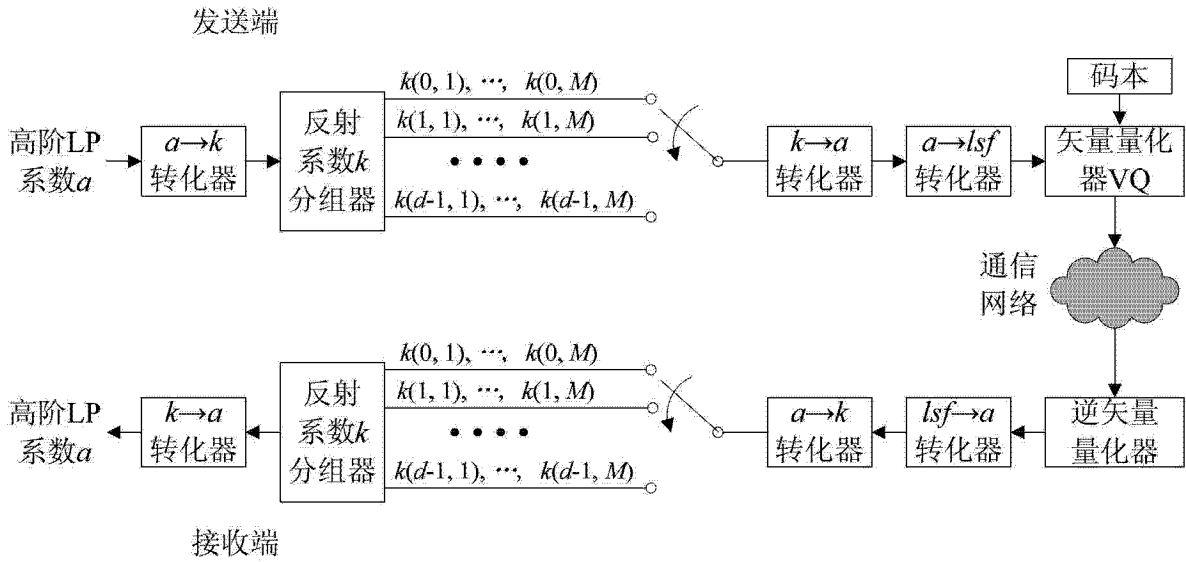 发送端
高阶LP
系数a
a→k
转化器
反射
系数k
分组器
k(0, 1), ···, k(0, M)
k(1, 1), ···, k(1, M)
k(d-1, 1), ···, k(d-1, M)
k→a
转化器
a→lsf
转化器
码本
矢量量化
器VQ
通信
网络
高阶LP
系数a
k→a
转化器
反射
系数k
分组器
k(0, 1), ···, k(0, M)
k(1, 1), ···, k(1, M)
k(d-1, 1), ···, k(d-1, M)
a→k
转化器
lsf→a
转化器
逆矢量
量化器
接收端